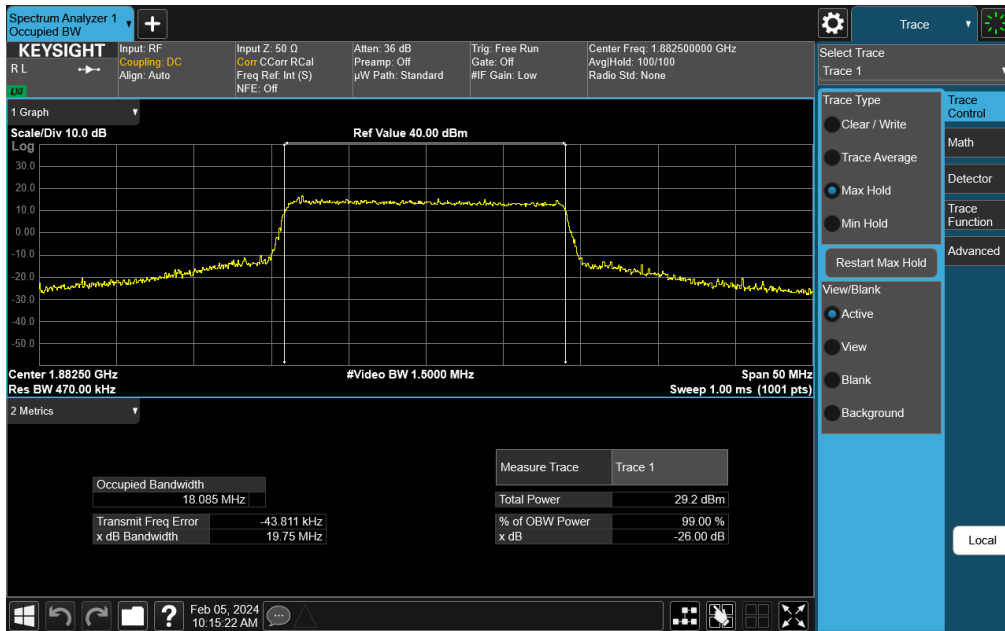 Spectrum Analyzer 1
Occupied BW
+
Trace
KEYSIGHT
R L
LXI
Input: RF
Coupling: DC
Align: Auto
Input Z: 50 Ω
Corr CCorr RCal
Freq Ref: Int (S)
NFE: Off
Atten: 36 dB
Preamp: Off
µW Path: Standard
Trig: Free Run
Gate: Off
#IF Gain: Low
Center Freq: 1.882500000 GHz
Avg|Hold: 100/100
Radio Std: None
Select Trace
Trace 1
1 Graph
Scale/Div 10.0 dB
Ref Value 40.00 dBm
Log
30.0
20.0
10.0
0.00
-10.0
-20.0
-30.0
-40.0
-50.0
Center 1.88250 GHz
#Video BW 1.5000 MHz
Span 50 MHz
Res BW 470.00 kHz
Sweep 1.00 ms (1001 pts)
Trace Type
Clear / Write
Trace Average
Max Hold
Min Hold
Restart Max Hold
View/Blank
Active
View
Blank
Background
Trace
Control
Math
Detector
Trace
Function
Advanced
Local
2 Metrics
Measure Trace Trace 1
Occupied Bandwidth
18.085 MHz
Total Power 29.2 dBm
Transmit Freq Error -43.811 kHz
% of OBW Power 99.00 %
x dB Bandwidth 19.75 MHz
x dB -26.00 dB
?
Feb 05, 2024
10:15:22 AM